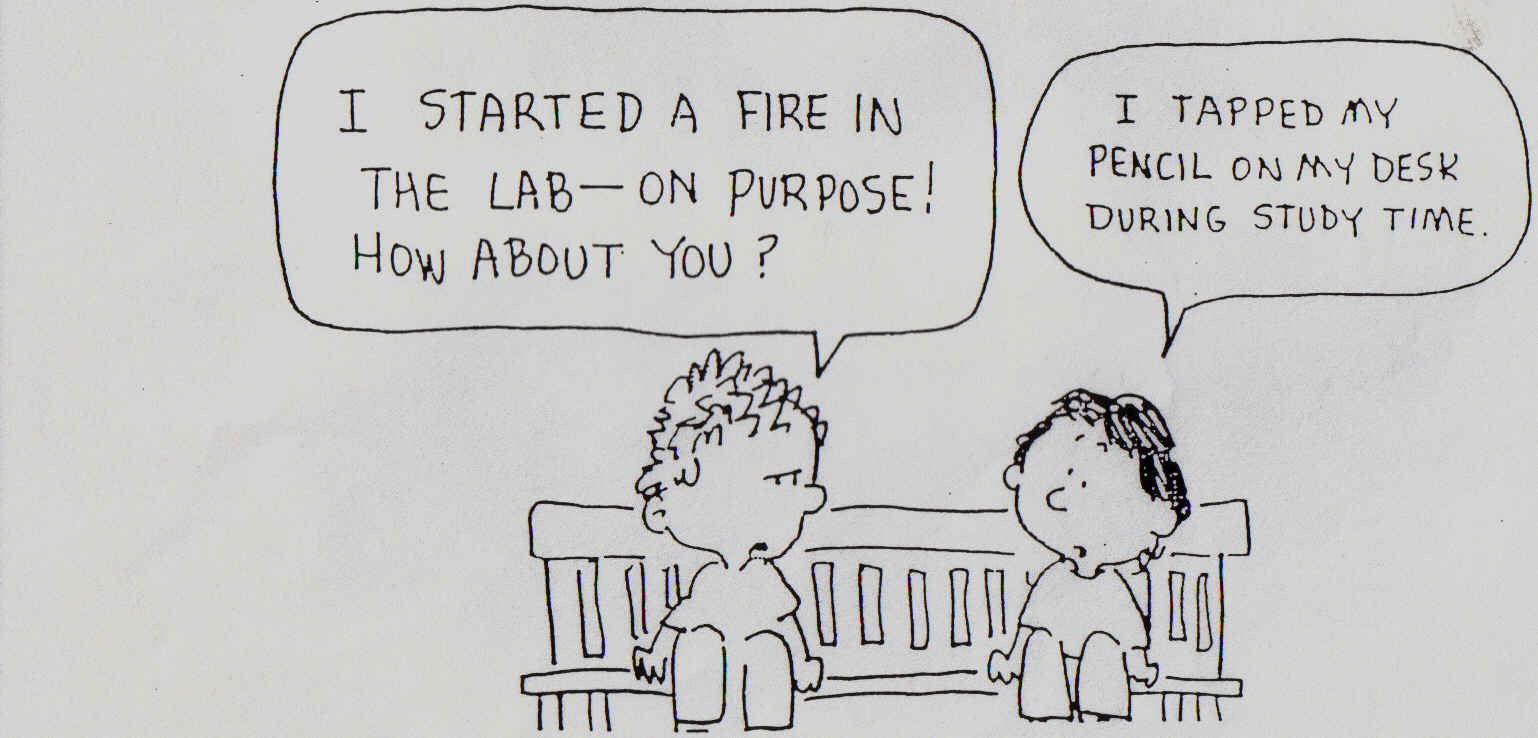 I STARTED A FIRE IN
THE LAB—ON PURPOSE!
HOW ABOUT YOU?
I TAPPED MY
PENCIL ON MY DESK
DURING STUDY TIME.